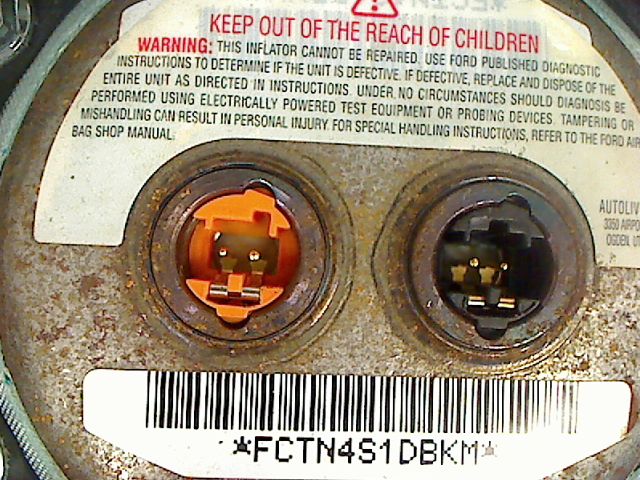 KEEP OUT OF THE REACH OF CHILDREN
WARNING: THIS INFLATOR CANNOT BE REPAIRED. USE FORD PUBLISHED DIAGNOSTIC
INSTRUCTIONS TO DETERMINE IF THE UNIT IS DEFECTIVE. IF DEFECTIVE, REPLACE AND DISPOSE OF THE
ENTIRE UNIT AS DIRECTED IN INSTRUCTIONS. UNDER NO CIRCUMSTANCES SHOULD DIAGNOSIS BE
PERFORMED USING ELECTRICALLY POWERED TEST EQUIPMENT OR PROBING DEVICES. TAMPERING OR
MISHANDLING CAN RESULT IN PERSONAL INJURY. FOR SPECIAL HANDLING INSTRUCTIONS, REFER TO THE FORD AIR
BAG SHOP MANUAL.
AUTOLIV
3350 AIRPO
OGDEN, UT
*FCTN4S1DBKM*